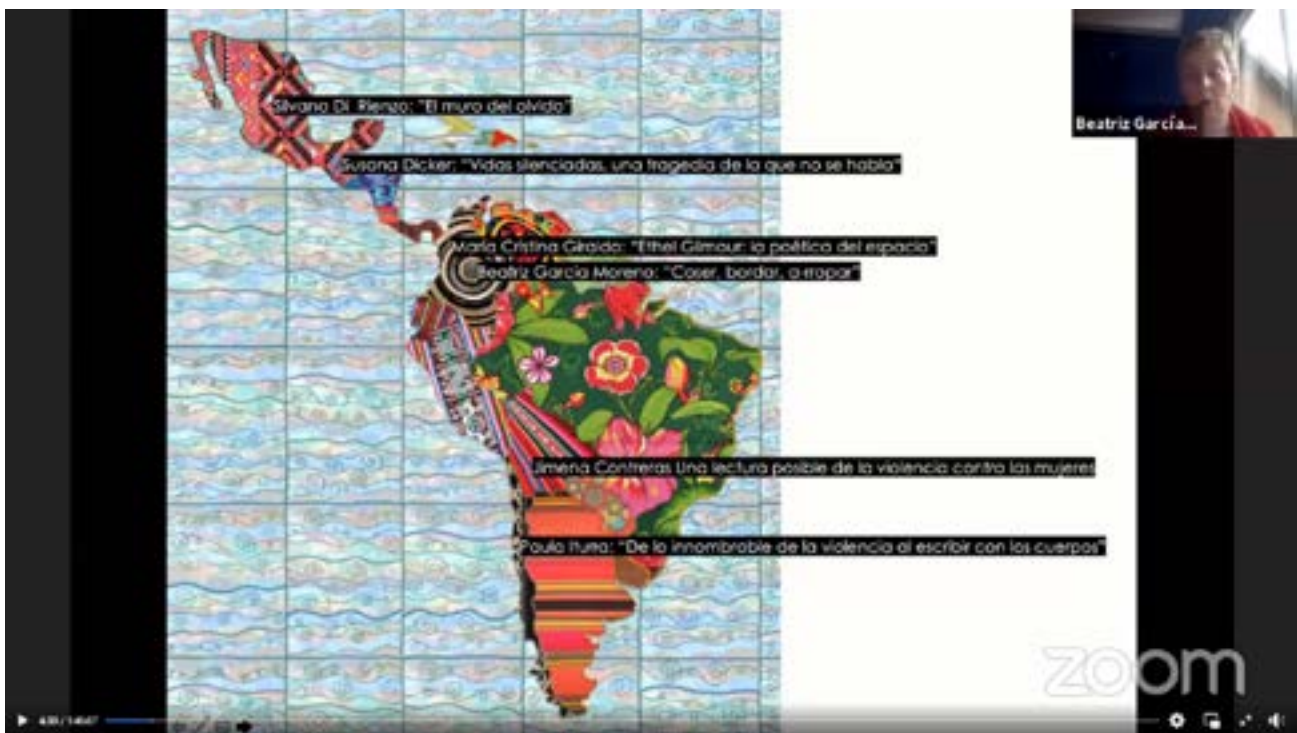 Silvana Di Rienzo: "El muro del olvido"
Beatriz García...
Susana Dicker: "Vidas silenciadas, una tragedia de la que no se habla"
María Cristina Giraldo: "Ethel Gilmour: la poética del espacio"
Beatriz García Moreno: "Coser, bordar, a-rropar"
Jimena Contreras Una lectura posible de la violencia contra las mujeres
Paula Iturra: "De lo innombrable de la violencia al escribir con los cuerpos"
zoom